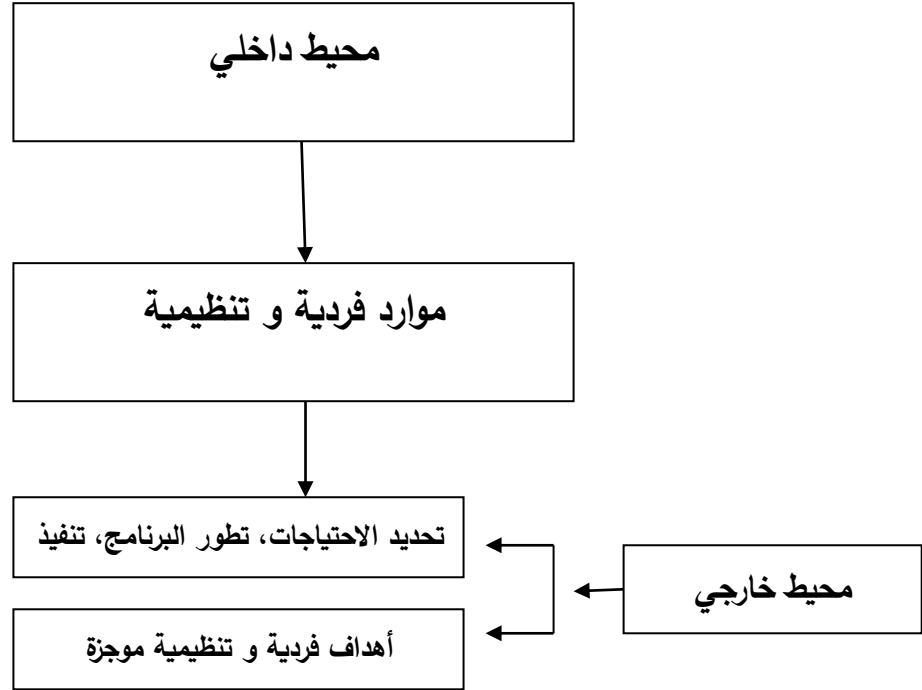 محيط داخلي
موارد فردية و تنظيمية
تحديد الاحتياجات، تطور البرنامج، تنفيذ
محيط خارجي
أهداف فردية و تنظيمية موجزة